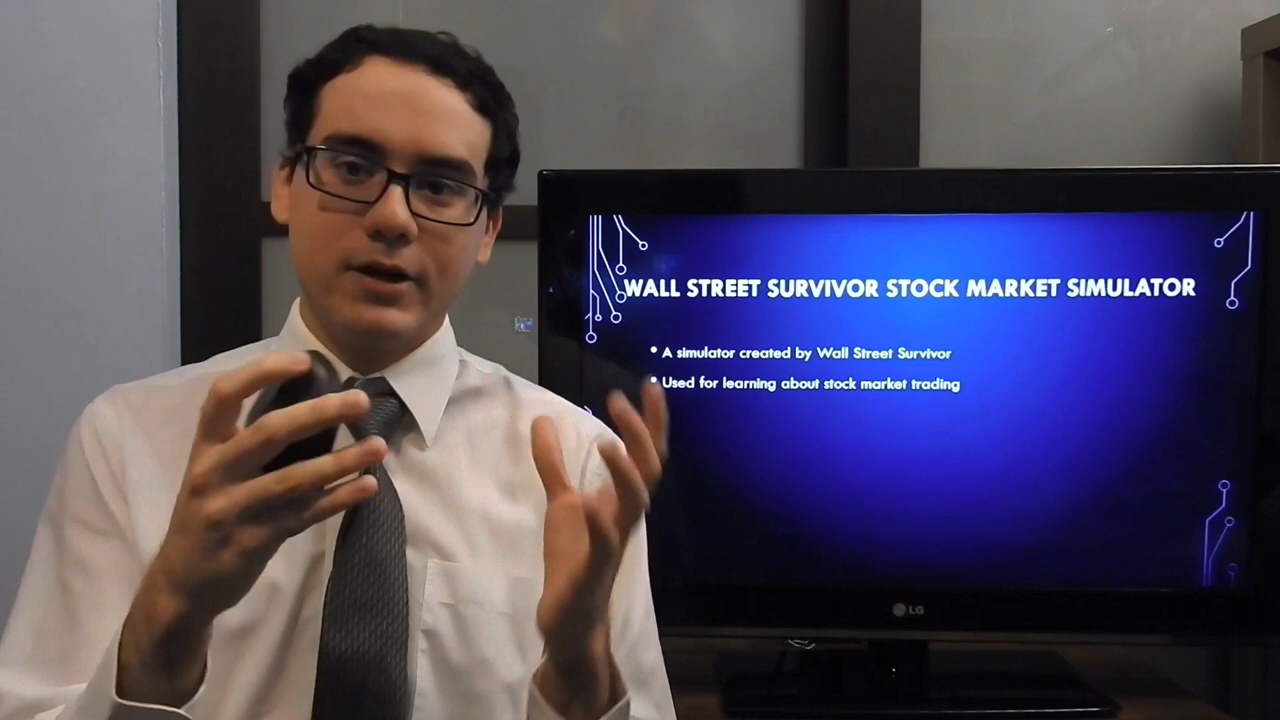 WALL STREET SURVIVOR STOCK MARKET SIMULATOR
• A simulator created by Wall Street Survivor
• Used for learning about stock market trading
LG